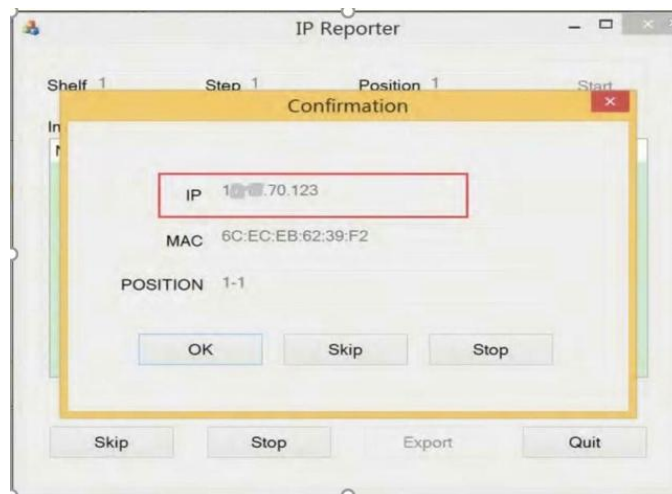 IP Reporter
Shelf 1 Step 1 Position 1 Start
Confirmation
IP .70.123
MAC 6C:EC:EB:62:39:F2
POSITION 1-1
OK Skip Stop
Skip Stop Export Quit